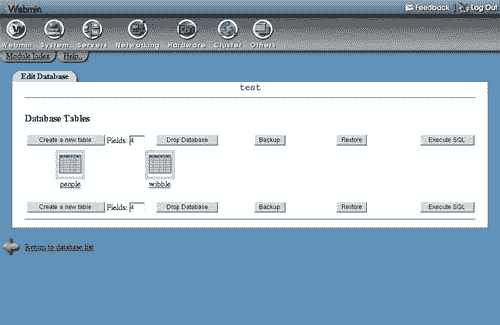 Webmin
Feedback Log Out
Webmin System Servers Networking Hardware Cluster Others
Module Index Help..
Edit Database
test
Database Tables
Create a new table Fields: 4 Drop Database Backup Restore Execute SQL
people wibble
Create a new table Fields: 4 Drop Database Backup Restore Execute SQL
Return to database list